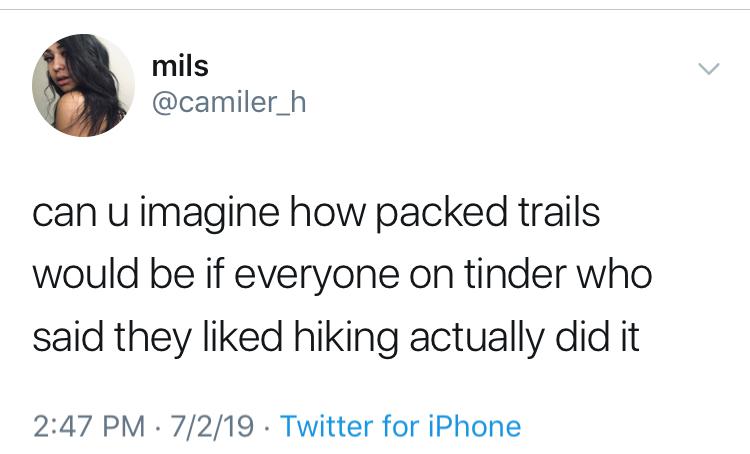 mils
@camiler_h
can u imagine how packed trails
would be if everyone on tinder who
said they liked hiking actually did it
2:47 PM · 7/2/19 · Twitter for iPhone